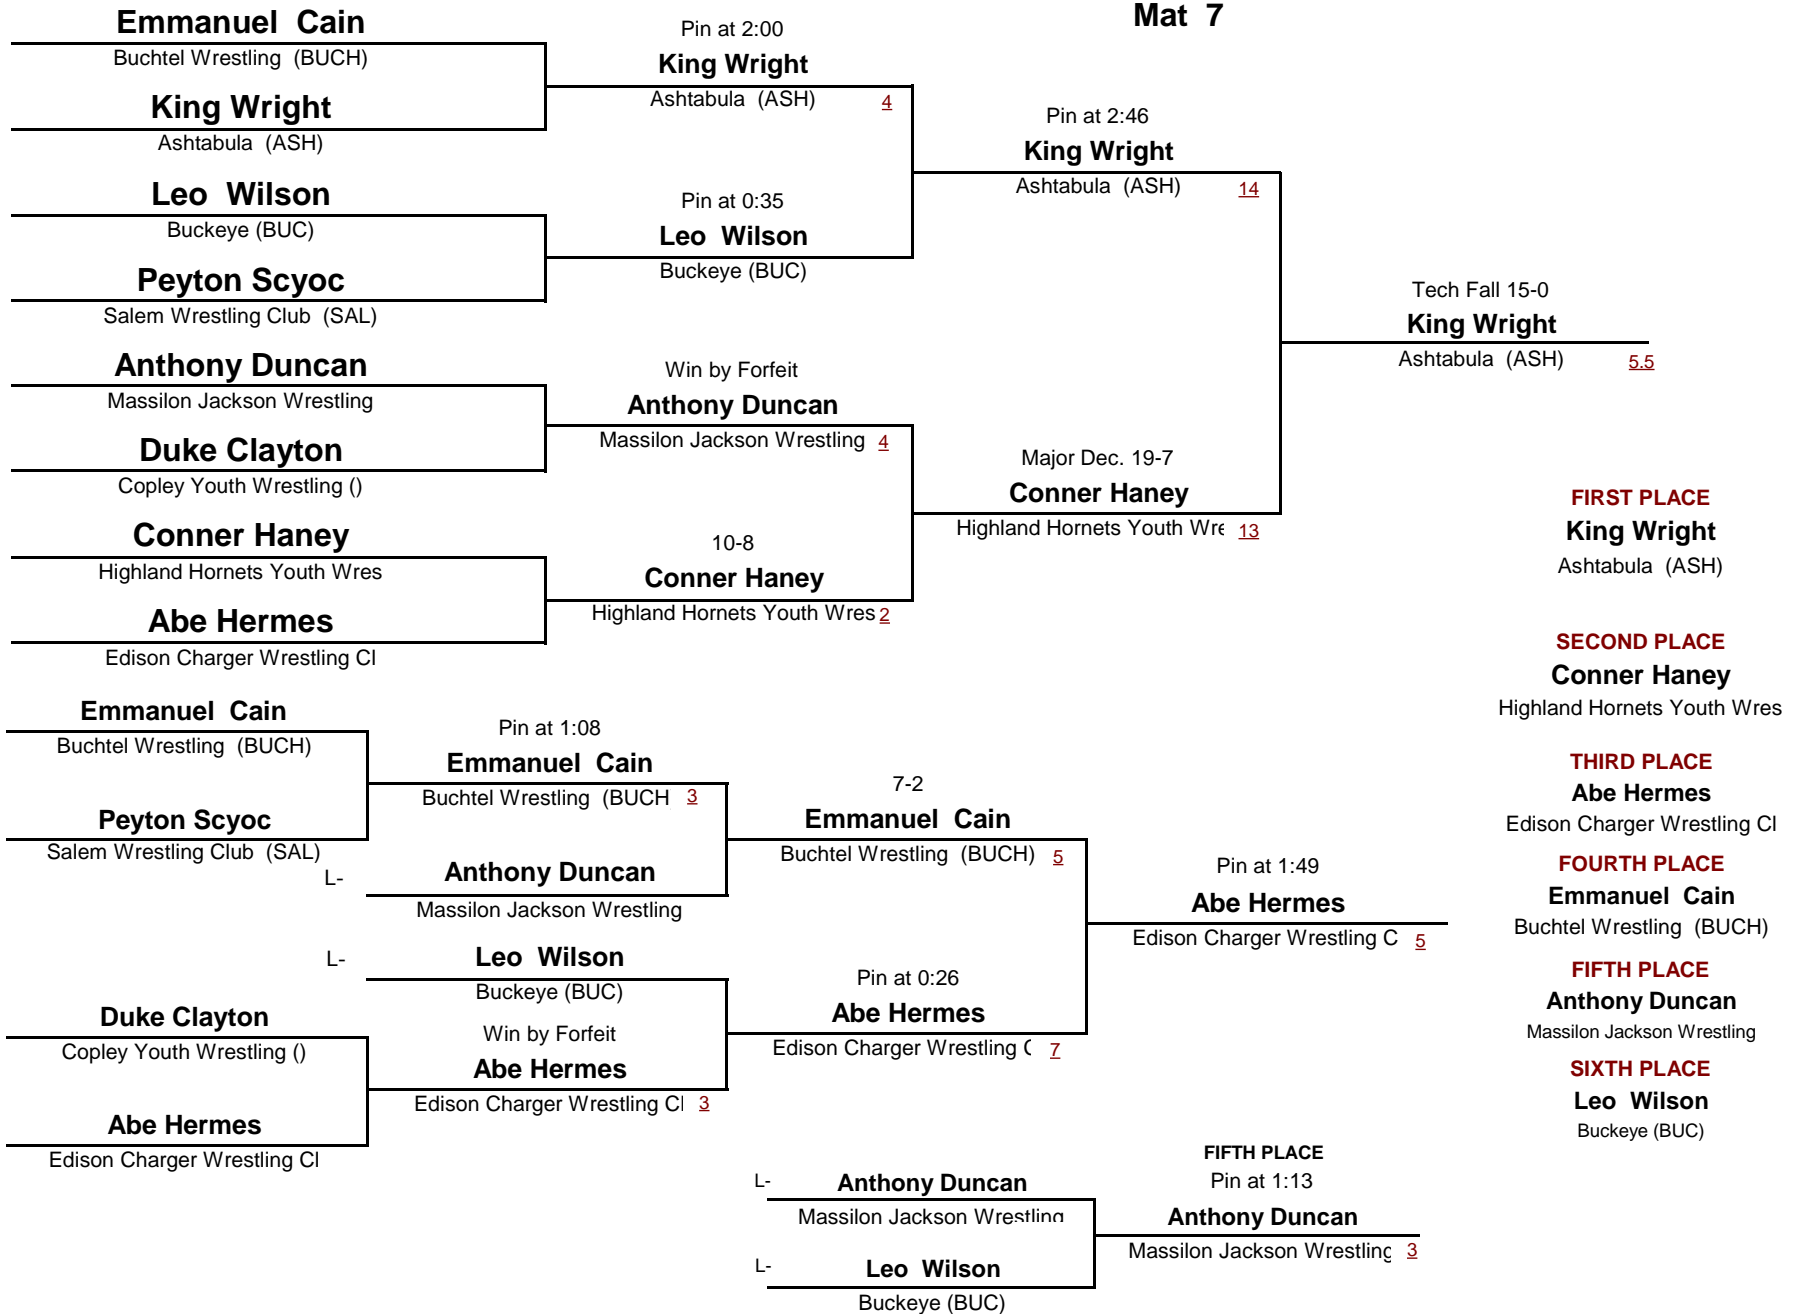 Mat 7
Emmanuel Cain
Buchtel Wrestling (BUCH)
King Wright
Ashtabula (ASH)
Leo Wilson
Buckeye (BUC)
Peyton Scyoc
Salem Wrestling Club (SAL)
Anthony Duncan
Massilon Jackson Wrestling
Duke Clayton
Copley Youth Wrestling ()
Conner Haney
Highland Hornets Youth Wres
Abe Hermes
Edison Charger Wrestling Cl
Pin at 2:00
King Wright
Ashtabula (ASH) 4
Pin at 0:35
Leo Wilson
Buckeye (BUC)
Win by Forfeit
Anthony Duncan
Massilon Jackson Wrestling 4
10-8
Conner Haney
Highland Hornets Youth Wres 2
Pin at 2:46
King Wright
Ashtabula (ASH) 14
Major Dec. 19-7
Conner Haney
Highland Hornets Youth Wre 13
Tech Fall 15-0
King Wright
Ashtabula (ASH) 5.5
FIRST PLACE
King Wright
Ashtabula (ASH)
SECOND PLACE
Conner Haney
Highland Hornets Youth Wres
THIRD PLACE
Abe Hermes
Edison Charger Wrestling Cl
FOURTH PLACE
Emmanuel Cain
Buchtel Wrestling (BUCH)
FIFTH PLACE
Anthony Duncan
Massilon Jackson Wrestling
SIXTH PLACE
Leo Wilson
Buckeye (BUC)
Emmanuel Cain
Buchtel Wrestling (BUCH)
Peyton Scyoc
Salem Wrestling Club (SAL)
Duke Clayton
Copley Youth Wrestling ()
Abe Hermes
Edison Charger Wrestling Cl
Pin at 1:08
Emmanuel Cain
Buchtel Wrestling (BUCH 3
L-
Anthony Duncan
Massilon Jackson Wrestling
L-
Leo Wilson
Buckeye (BUC)
Win by Forfeit
Abe Hermes
Edison Charger Wrestling Cl 3
7-2
Emmanuel Cain
Buchtel Wrestling (BUCH) 5
Pin at 0:26
Abe Hermes
Edison Charger Wrestling C 7
Pin at 1:49
Abe Hermes
Edison Charger Wrestling C 5
L-
Anthony Duncan
Massilon Jackson Wrestling
L-
Leo Wilson
Buckeye (BUC)
FIFTH PLACE
Pin at 1:13
Anthony Duncan
Massilon Jackson Wrestling 3